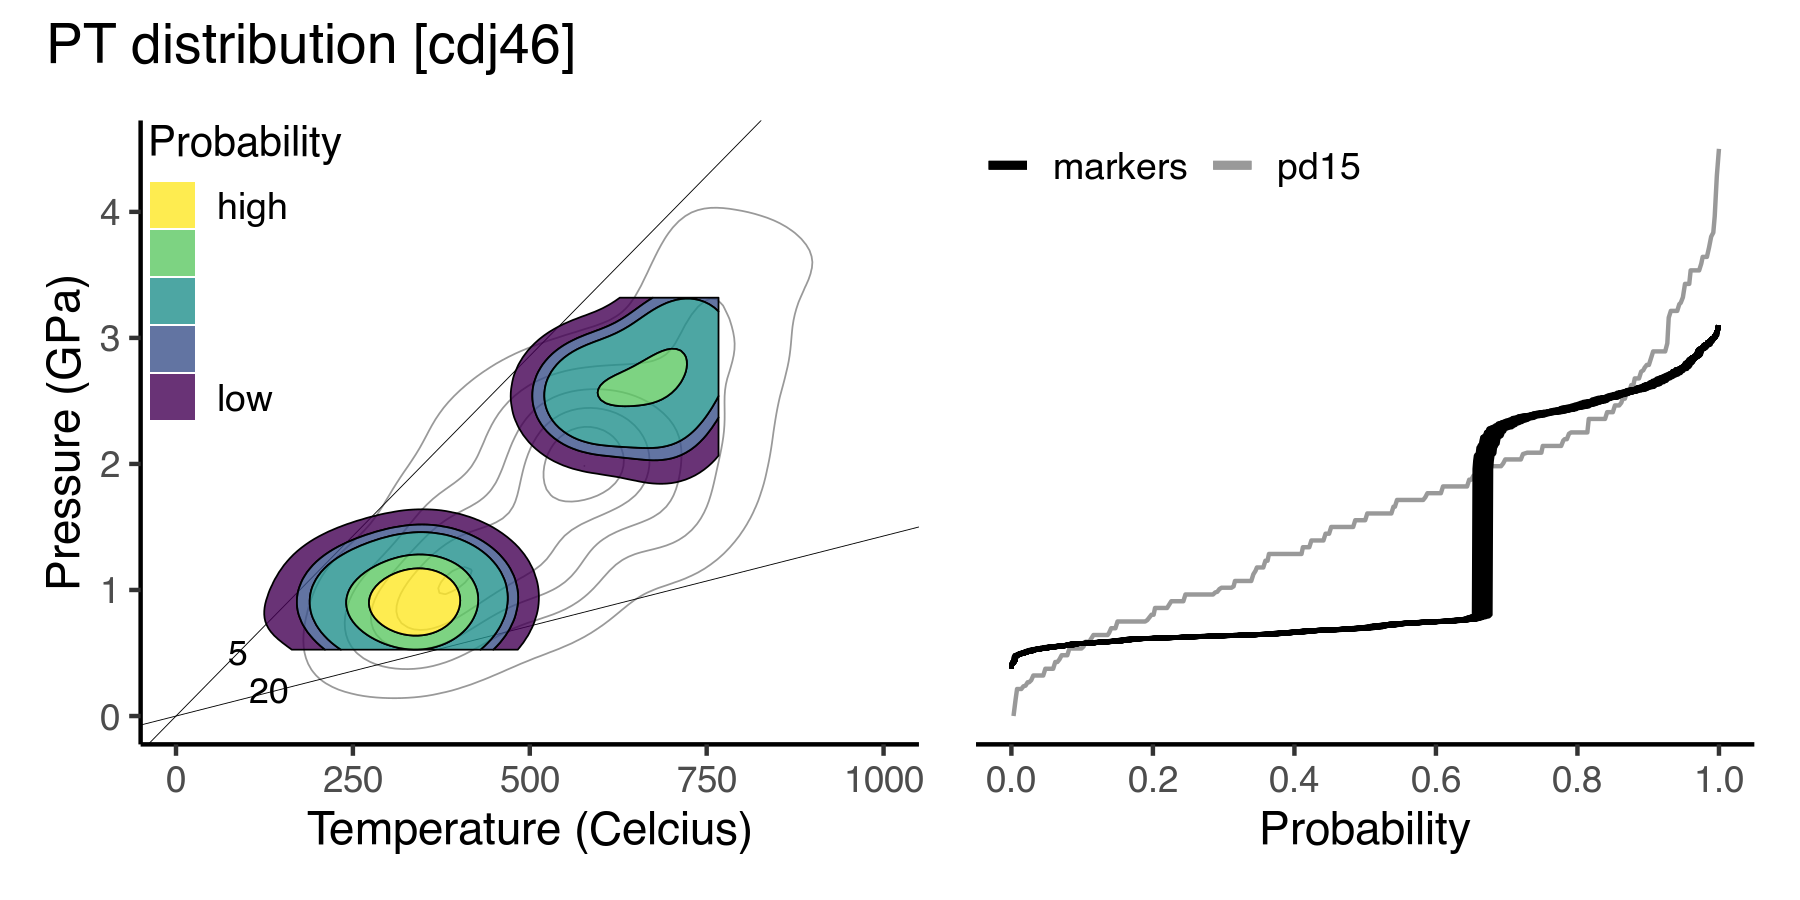 PT distribution [cdj46]
Probability
high
low
Pressure (GPa)
4
3
2
1
0
5
20
0 250 500 750 1000
Temperature (Celcius)
markers pd15
0.0 0.2 0.4 0.6 0.8 1.0
Probability